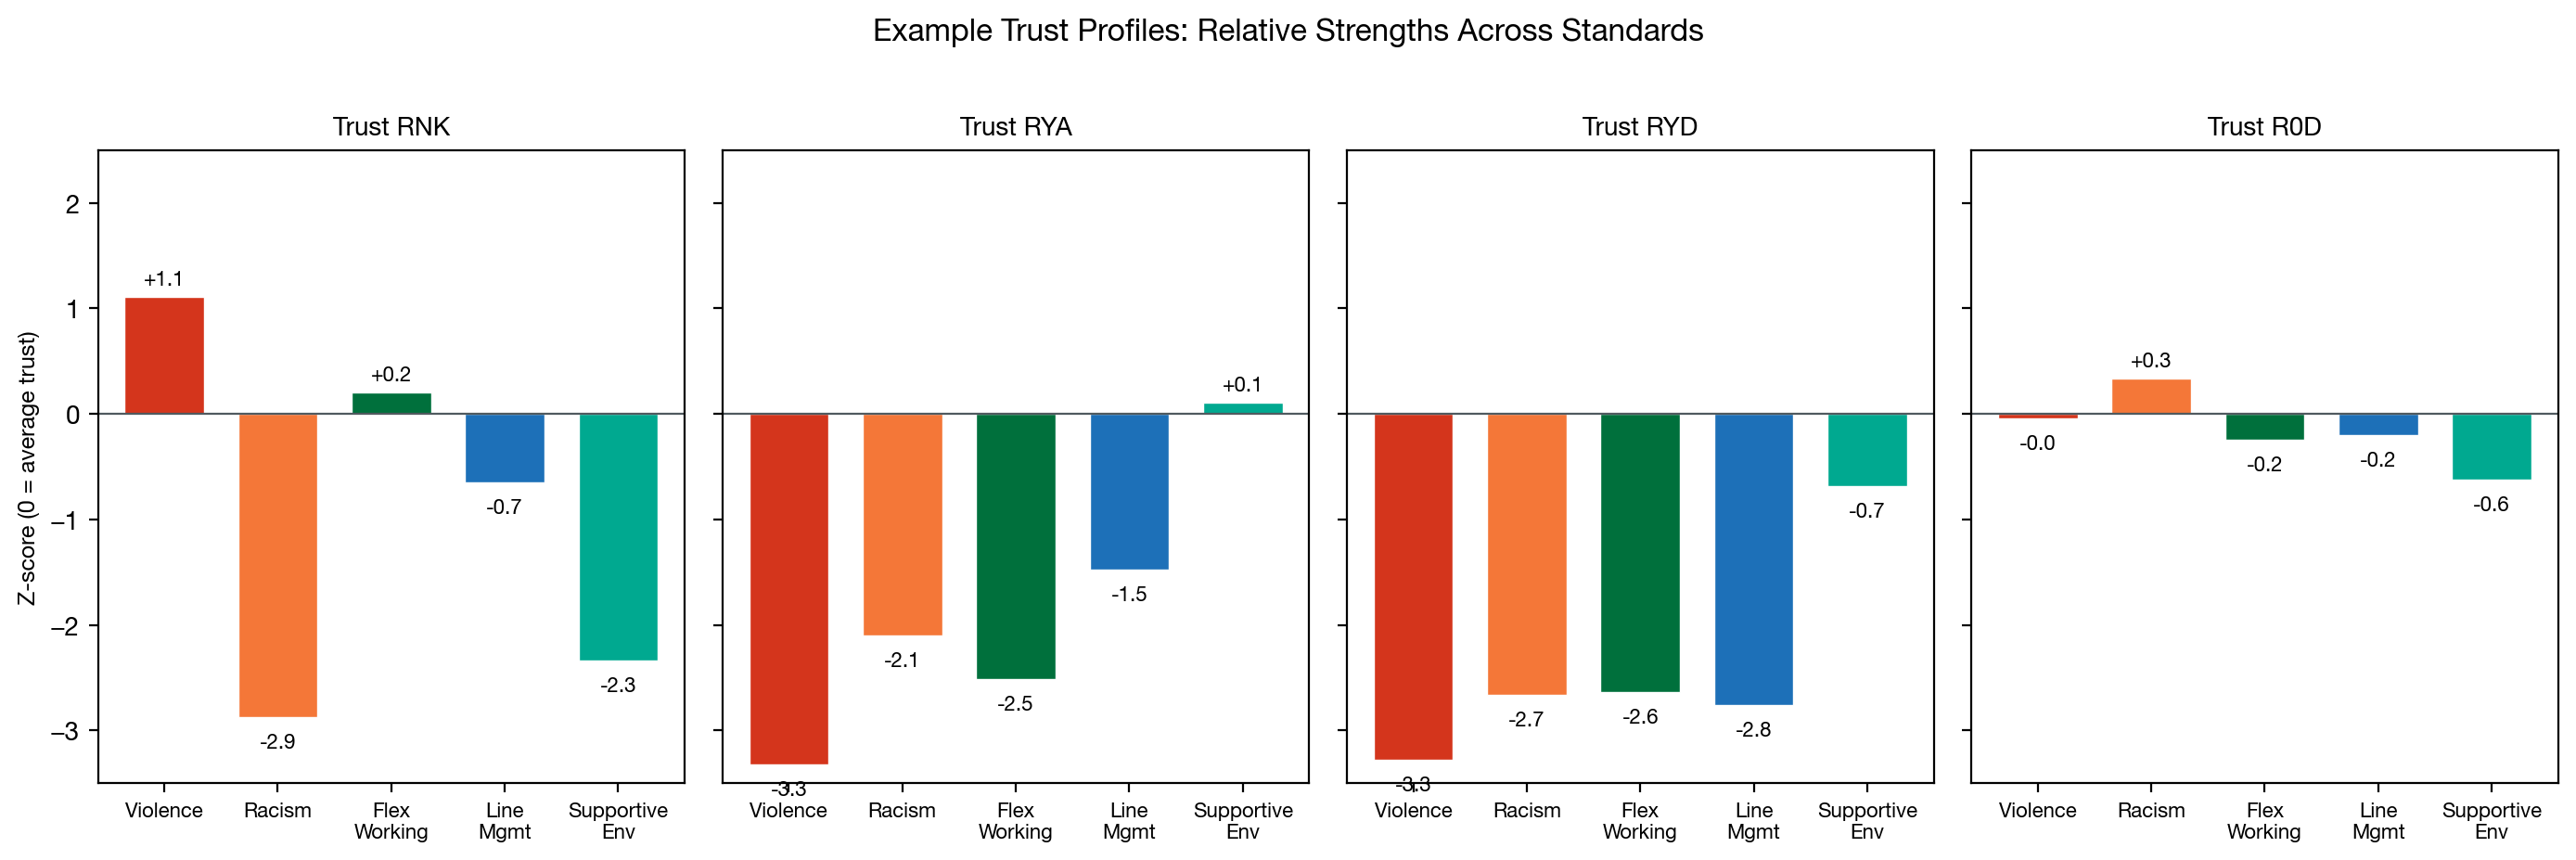 Example Trust Profiles: Relative Strengths Across Standards
Z-score (0 = average trust)
2
1
0
−1
−2
−3
Trust RNK
+1.1
-2.9
+0.2
-0.7
-2.3
Violence
Racism
Flex
Working
Line
Mgmt
Supportive
Env
Trust RYA
-3.3
-2.1
-2.5
-1.5
+0.1
Violence
Racism
Flex
Working
Line
Mgmt
Supportive
Env
Trust RYD
-3.3
-2.7
-2.6
-2.8
-0.7
Violence
Racism
Flex
Working
Line
Mgmt
Supportive
Env
Trust R0D
-0.0
+0.3
-0.2
-0.2
-0.6
Violence
Racism
Flex
Working
Line
Mgmt
Supportive
Env